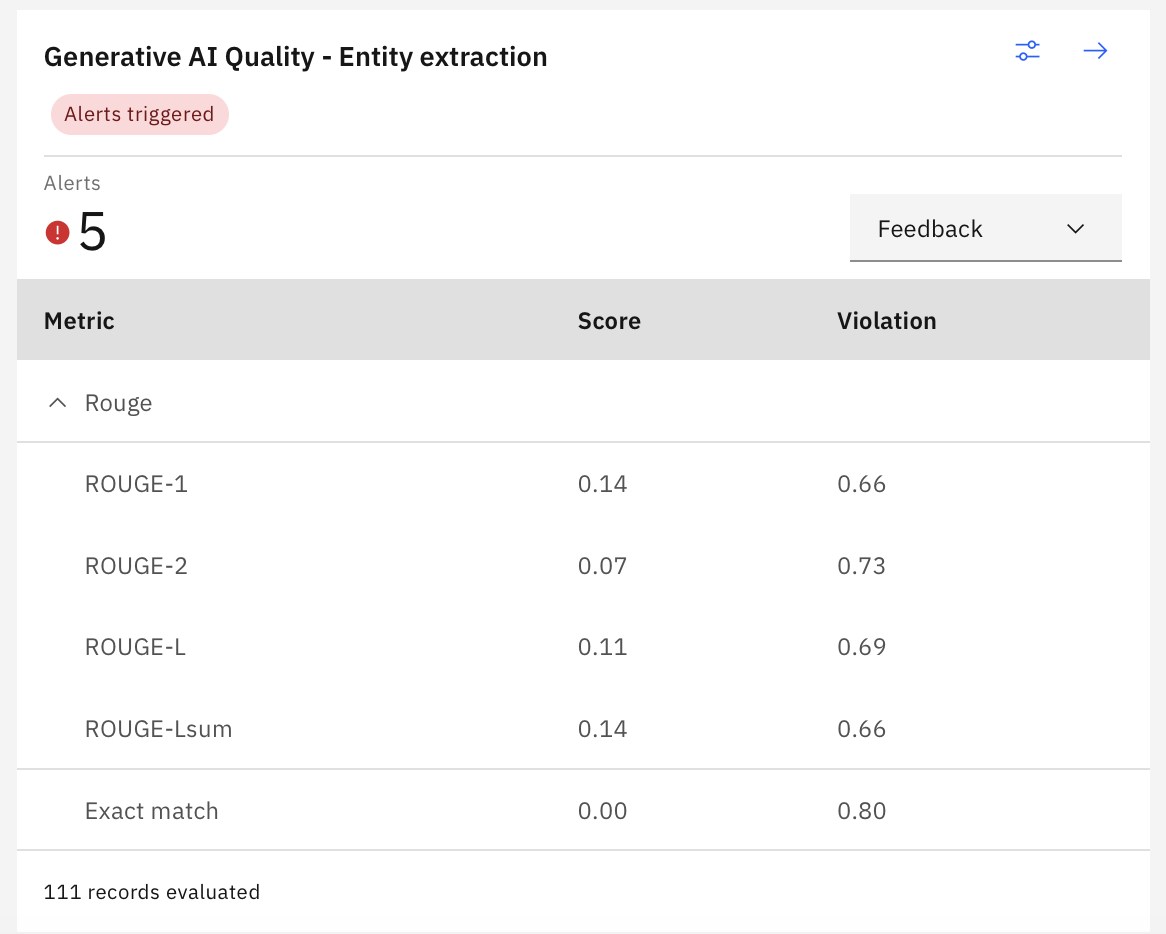 Generative AI Quality - Entity extraction
Alerts triggered
Alerts
5
Feedback
Metric Score Violation
Rouge
ROUGE-1 0.14 0.66
ROUGE-2 0.07 0.73
ROUGE-L 0.11 0.69
ROUGE-Lsum 0.14 0.66
Exact match 0.00 0.80
111 records evaluated